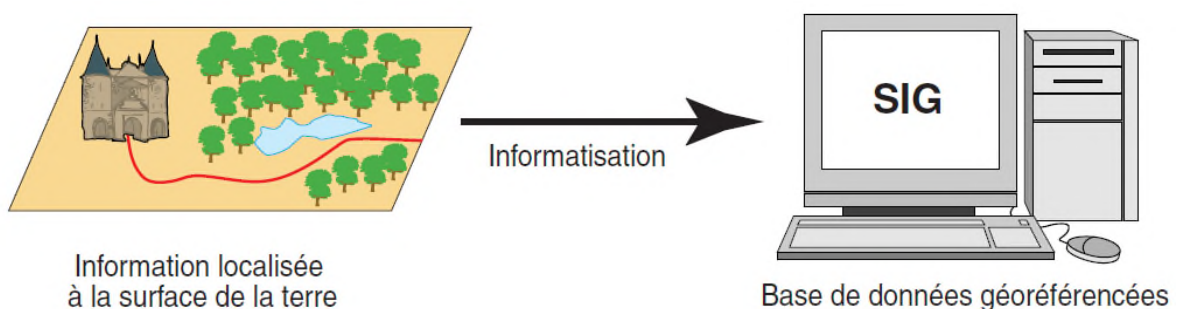 SIG
Informatisation
Information localisée
à la surface de la terre
Base de données géoréférencées